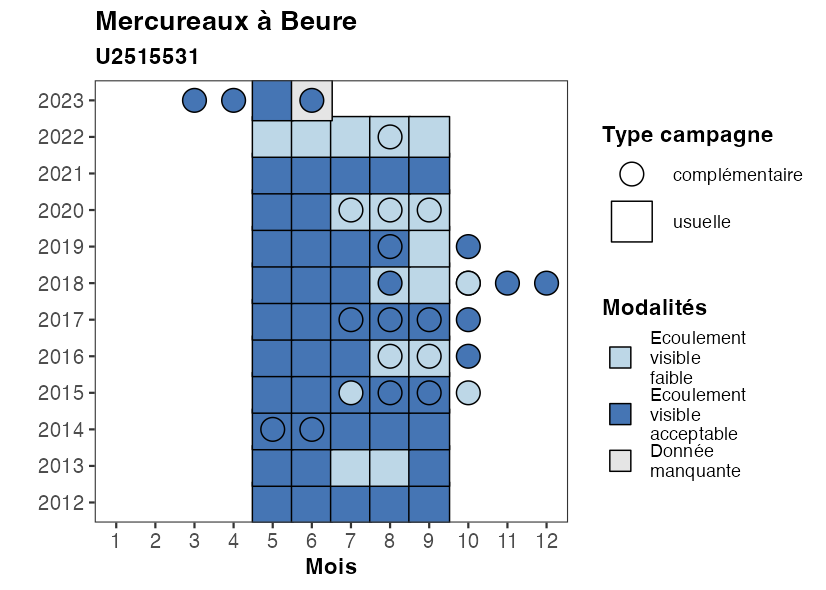 Mercureaux à Beure
U2515531
2023
2022
2021
2020
2019
2018
2017
2016
2015
2014
2013
2012
1 2 3 4 5 6 7 8 9 10 11 12
Mois
Type campagne
complémentaire
usuelle
Modalités
Ecoulement
visible
faible
Ecoulement
visible
acceptable
Donnée
manquante